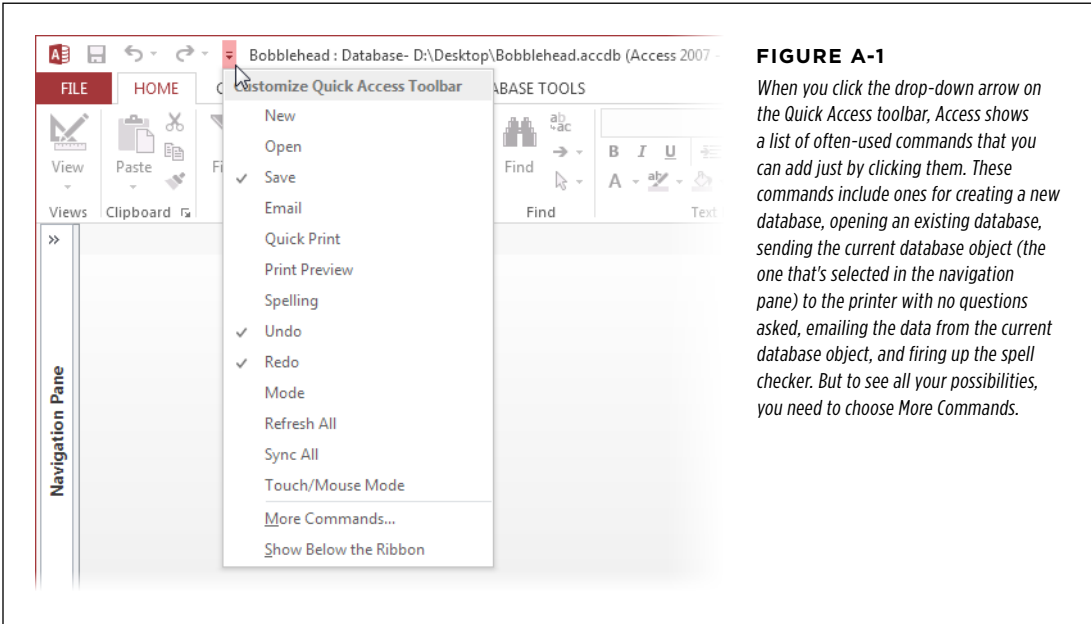 Bobblehead : Database- D:\Desktop\Bobblehead.accdb (Access 2007 -
FILE
HOME
ABASE TOOLS
Customize Quick Access Toolbar
New
Open
Save
Email
Quick Print
Print Preview
Spelling
Undo
Redo
Mode
Refresh All
Sync All
Touch/Mouse Mode
More Commands...
Show Below the Ribbon
View
Views
Paste
Clipboard
Fi
ab
ac
Find
Find
B I U
A
ab
Text
»
Navigation Pane
FIGURE A-1
When you click the drop-down arrow on
the Quick Access toolbar, Access shows
a list of often-used commands that you
can add just by clicking them. These
commands include ones for creating a new
database, opening an existing database,
sending the current database object (the
one that's selected in the navigation
pane) to the printer with no questions
asked, emailing the data from the current
database object, and firing up the spell
checker. But to see all your possibilities,
you need to choose More Commands.